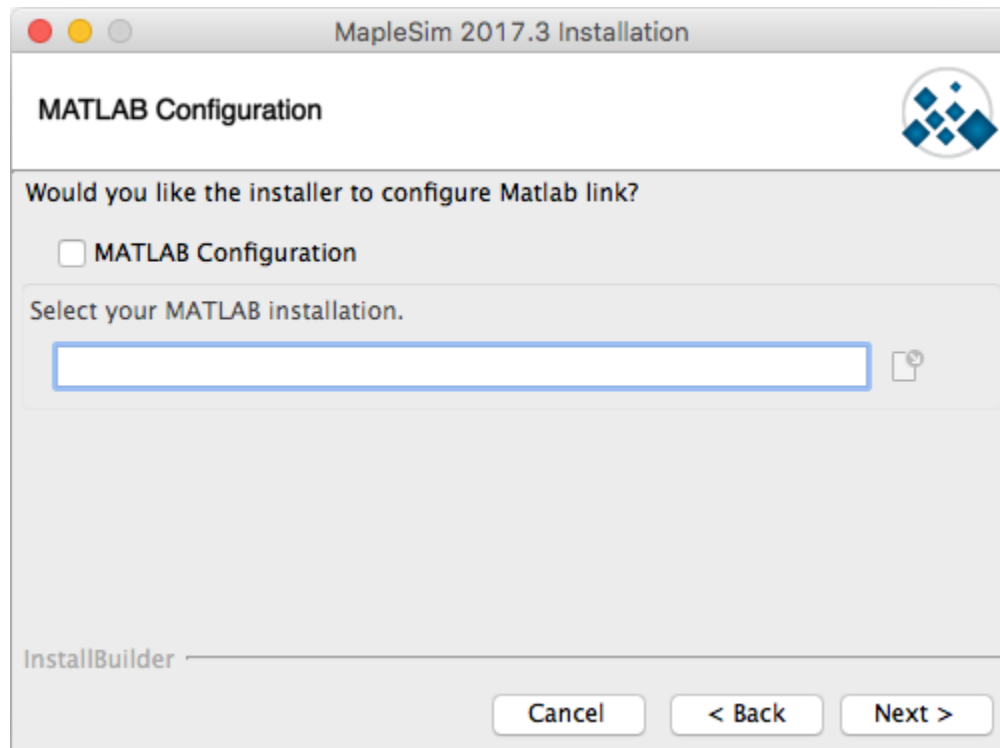 MapleSim 2017.3 Installation
MATLAB Configuration
Would you like the installer to configure Matlab link?
MATLAB Configuration
Select your MATLAB installation.
InstallBuilder
Cancel
< Back
Next >